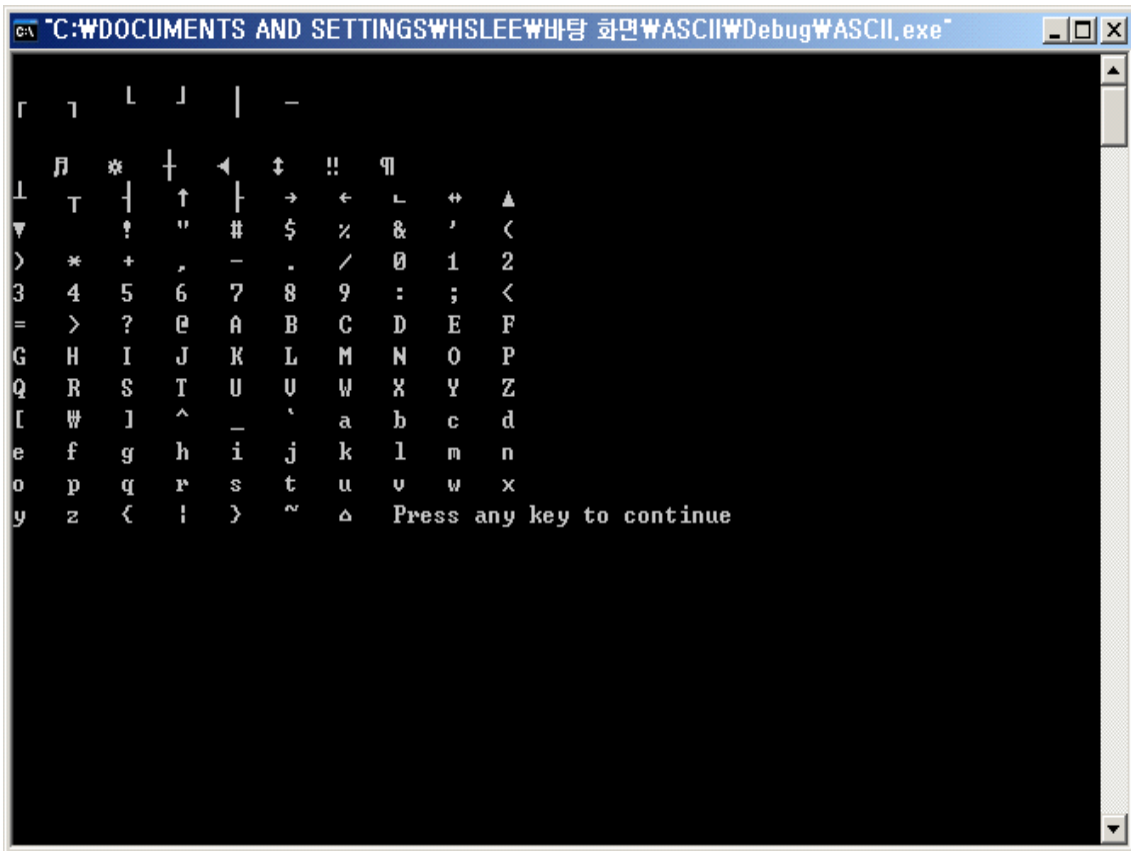 "C:₩DOCUMENTS AND SETTINGS₩HSLEE₩바탕 화면₩ASCII₩Debug₩ASCII.exe"
┌ ┐ └ ┘ │ ─
♬ ☼ ┼ ◄ ↕ ‼ ¶
┴ ┬ ┤ ↑ ├ → ← ∟ ↔ ▲
▼ ! " # $ % & ' (
) * + , - . / 0 1 2
3 4 5 6 7 8 9 : ; <
= > ? @ A B C D E F
G H I J K L M N O P
Q R S T U V W X Y Z
[ ₩ ] ^ _ ` a b c d
e f g h i j k l m n
o p q r s t u v w x
y z { ¦ } ~ ⌂ Press any key to continue